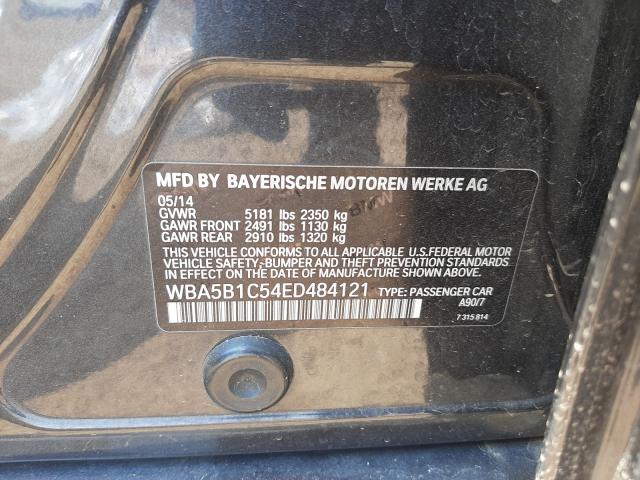 MFD BY BAYERISCHE MOTOREN WERKE AG
05/14
GVWR 5181 lbs 2350 kg
GAWR FRONT 2491 lbs 1130 kg
GAWR REAR 2910 lbs 1320 kg
THIS VEHICLE CONFORMS TO ALL APPLICABLE U.S.FEDERAL MOTOR
VEHICLE SAFETY,-BUMPER- AND THEFT PREVENTION STANDARDS
IN EFFECT ON THE DATE OF MANUFACTURE SHOWN ABOVE.
WBA5B1C54ED484121 TYPE: PASSENGER CAR
A90/7
7 315 814